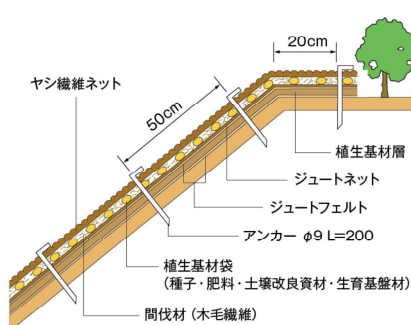 20cm
ヤシ繊維ネット
50cm
植生基材層
ジュートネット
ジュートフェルト
アンカー φ9 L=200
植生基材袋
(種子・肥料・土壌改良資材・生育基盤材)
間伐材(木毛繊維)